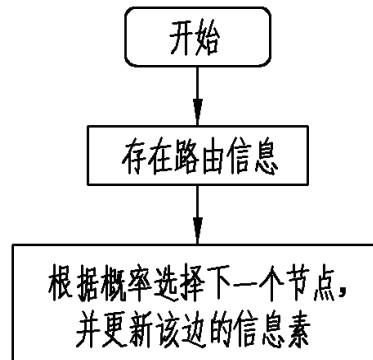 开始
存在路由信息
根据概率选择下一个节点，
并更新该边的信息素